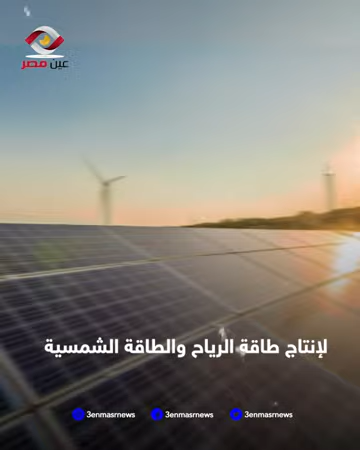 عين مصر
لإنتاج طاقة الرياح والطاقة الشمسية
3enmasrnews 3enmasrnews 3enmasrnews